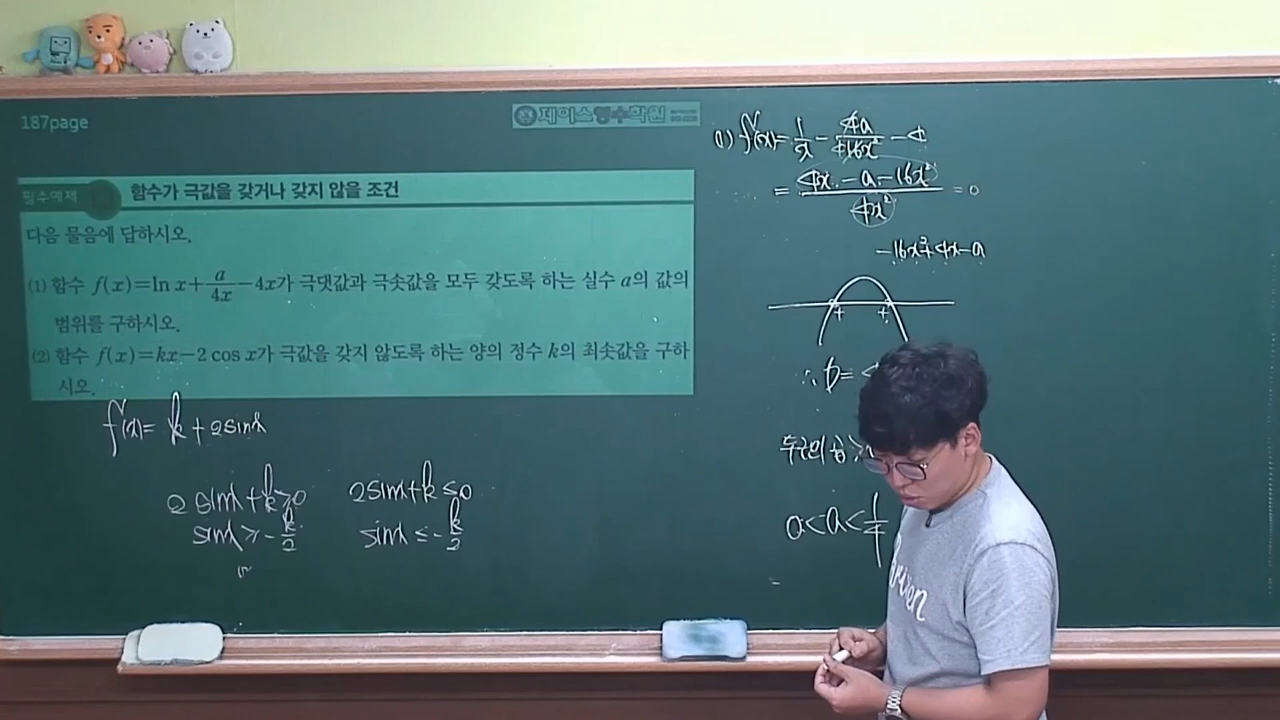 187page
제이스영수학원
필수예제 함수가 극값을 갖거나 갖지 않을 조건
다음 물음에 답하시오.
(1) 함수 f(x)=ln x+a/4x-4x가 극댓값과 극솟값을 모두 갖도록 하는 실수 a의 값의
범위를 구하시오.
(2) 함수 f(x)=kx-2 cos x가 극값을 갖지 않도록 하는 양의 정수 k의 최솟값을 구하
시오.
f'(x)= k+2sinx
2sinx+k≥0 2sinx+k≤0
sinx≥-k/2 sinx≤-k/2
(1) f'(x)=1/x-4a/16x²-4
= 4x-a-16x²/4x² =0
-16x²+4x-a
+ +
∴ D=
두근의 곱>
0<a<1/4